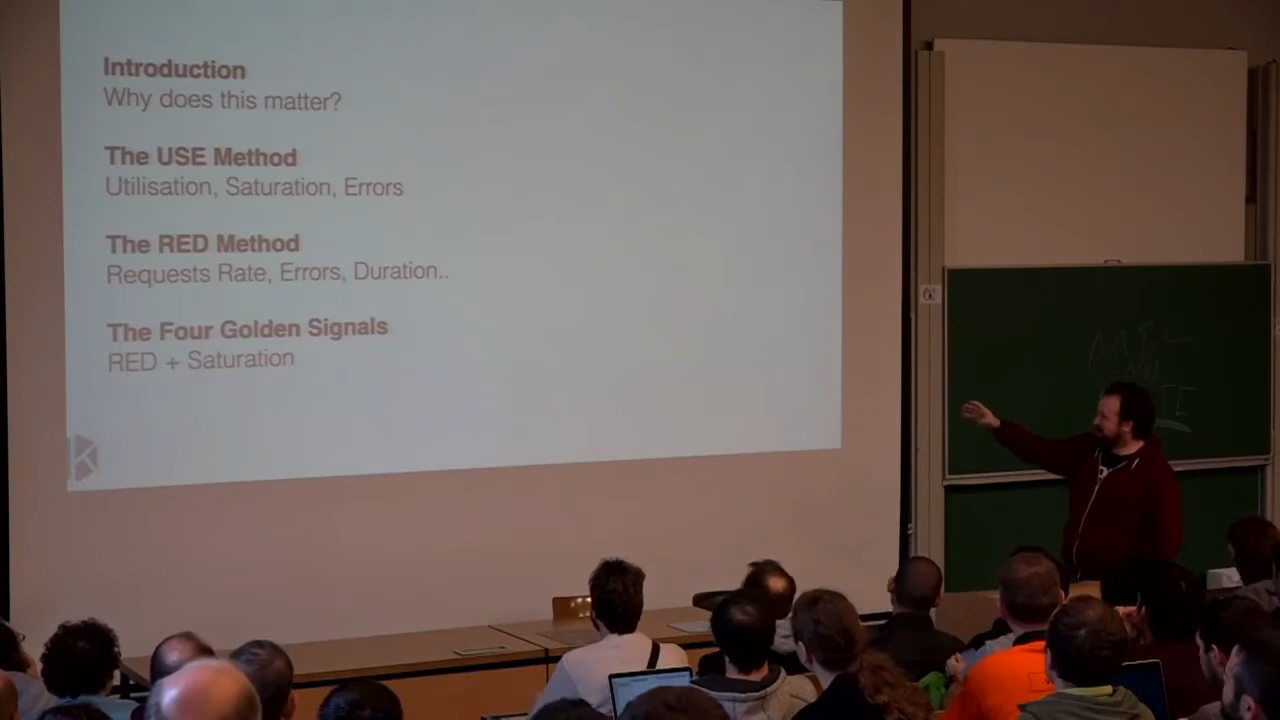 Introduction
Why does this matter?
The USE Method
Utilisation, Saturation, Errors
The RED Method
Requests Rate, Errors, Duration..
The Four Golden Signals
RED + Saturation